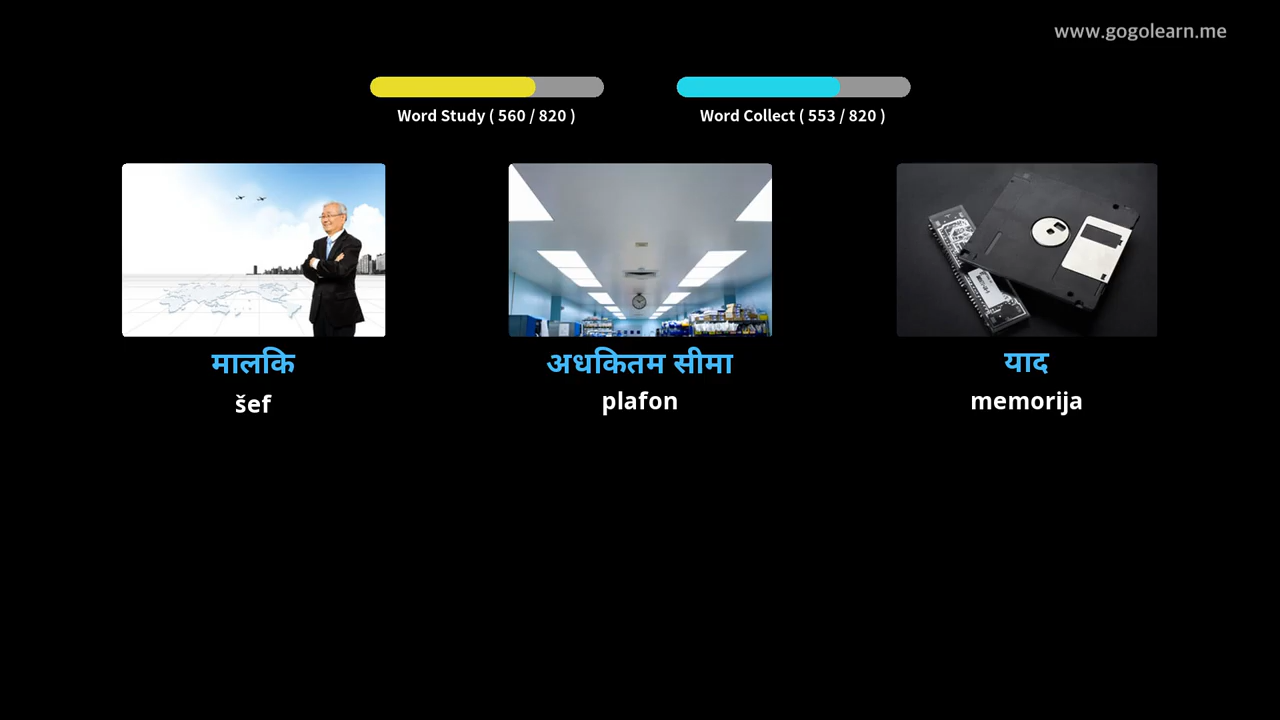 www.gogolearn.me
Word Study ( 560 / 820 )
Word Collect ( 553 / 820 )
मालकि
šef
अधकितम सीमा
plafon
याद
memorija